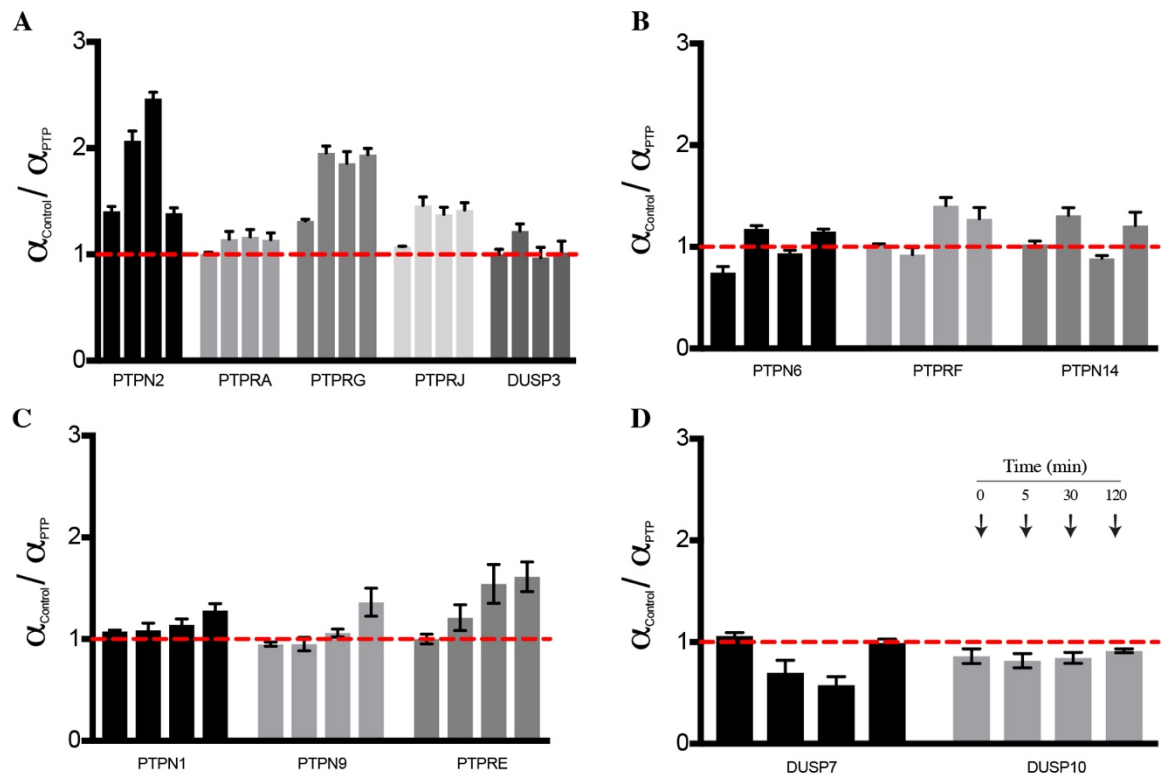 A
3
2
1
0
αControl/ αPTP
PTPN2 PTPRA PTPRG PTPRJ DUSP3
B
3
2
1
0
αControl/ αPTP
PTPN6 PTPRF PTPN14
C
3
2
1
0
αControl/ αPTP
PTPN1 PTPN9 PTPRE
D
3
2
1
0
αControl/ αPTP
Time (min)
0 5 30 120
DUSP7 DUSP10